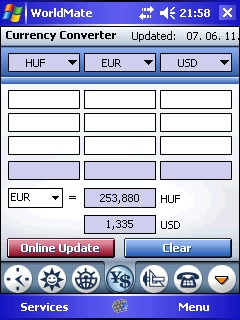 WorldMate 21:58
Currency Converter Updated: 07. 06. 11.
HUF EUR USD
EUR = 253,880 HUF
1,335 USD
Online Update Clear
¥$
Services Menu